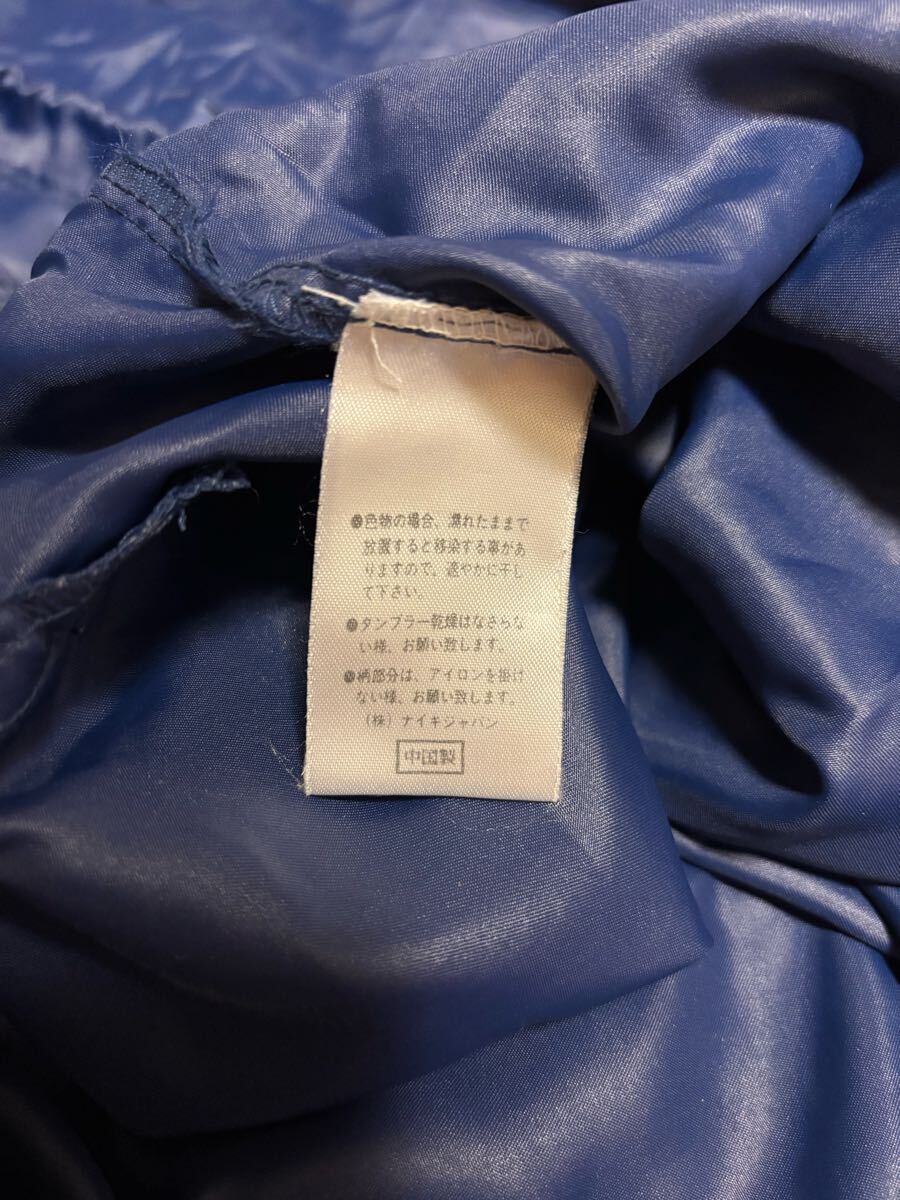 ●色物の場合、濡れたままで
放置すると移染する事があ
りますので、速やかに干し
て下さい。
●タンブラー乾燥はなさらな
い様、お願い致します。
●柄部分は、アイロンを掛け
ない様、お願い致します。
(株) ナイキジャパン
中国製